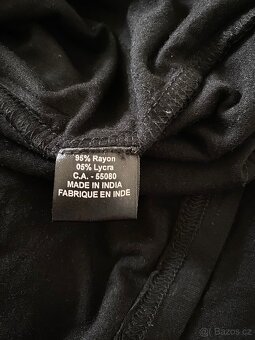 95% Rayon
05% Lycra
C.A. - 55080
MADE IN INDIA
FABRIQUE EN INDE
Bazos.cz